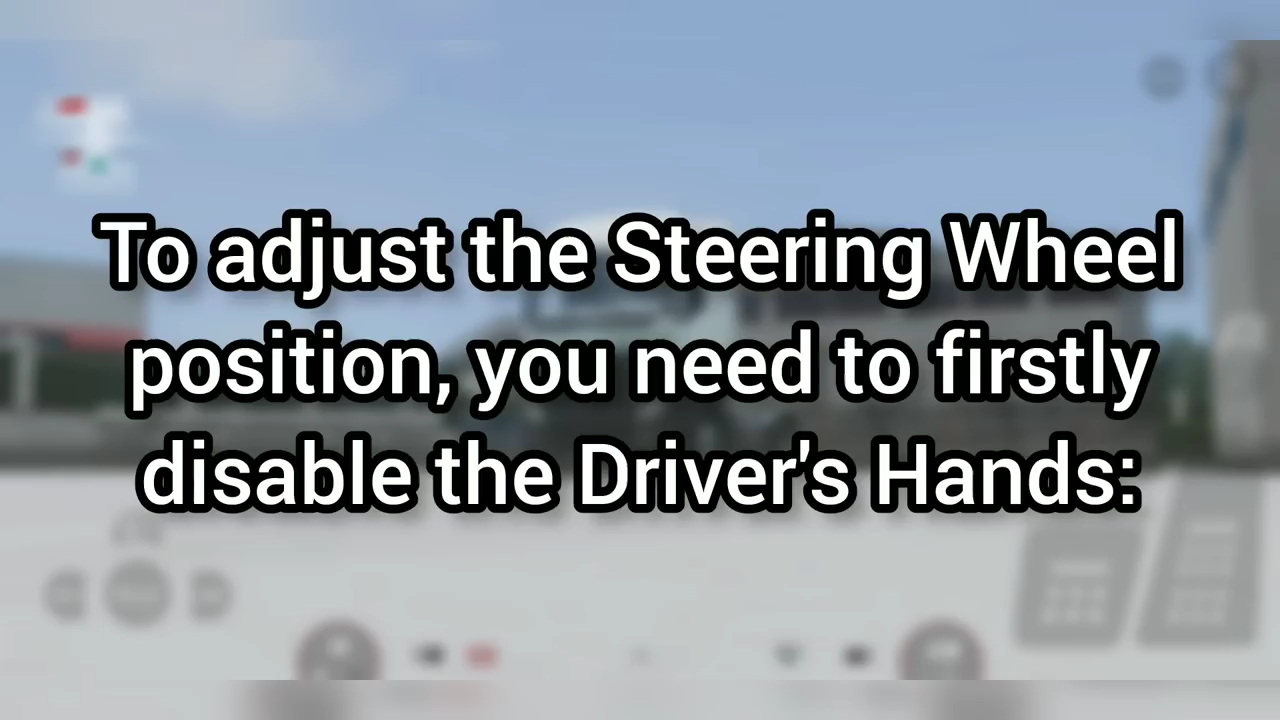 To adjust the Steering Wheel
position, you need to firstly
disable the Driver's Hands: